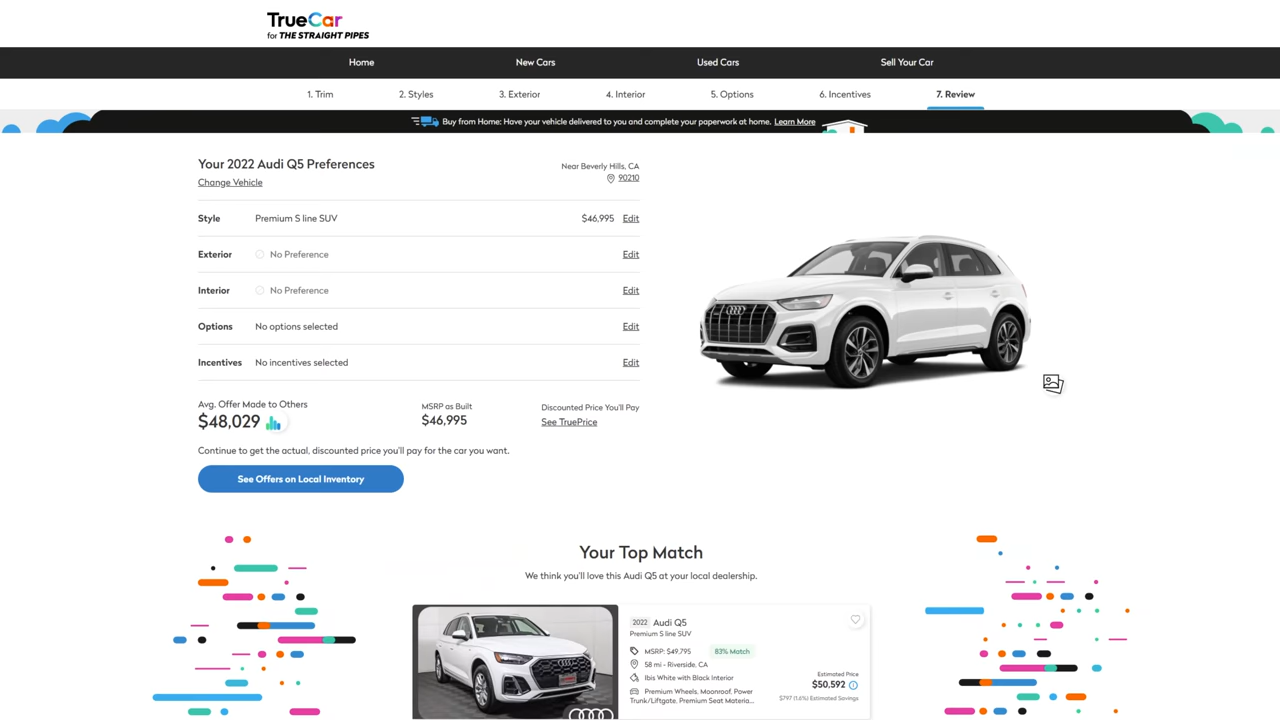 TrueCar
for THE STRAIGHT PIPES
Home New Cars Used Cars Sell Your Car
1. Trim 2. Styles 3. Exterior 4. Interior 5. Options 6. Incentives 7. Review
Buy from Home: Have your vehicle delivered to you and complete your paperwork at home. Learn More
Your 2022 Audi Q5 Preferences
Near Beverly Hills, CA
Change Vehicle
90210
Style Premium S line SUV $46,995 Edit
Exterior No Preference Edit
Interior No Preference Edit
Options No options selected Edit
Incentives No incentives selected Edit
Avg. Offer Made to Others
$48,029
MSRP as Built
$46,995
Discounted Price You'll Pay
See TruePrice
Continue to get the actual, discounted price you'll pay for the car you want.
See Offers on Local Inventory
Your Top Match
We think you'll love this Audi Q5 at your local dealership.
2022 Audi Q5
Premium S line SUV
MSRP: $49,795 83% Match
58 mi - Riverside, CA
Ibis White with Black Interior
Premium Wheels, Moonroof, Power
Trunk/Liftgate, Premium Seat Materia...
Estimated Price
$50,592
$797 (1.6%) Estimated Savings